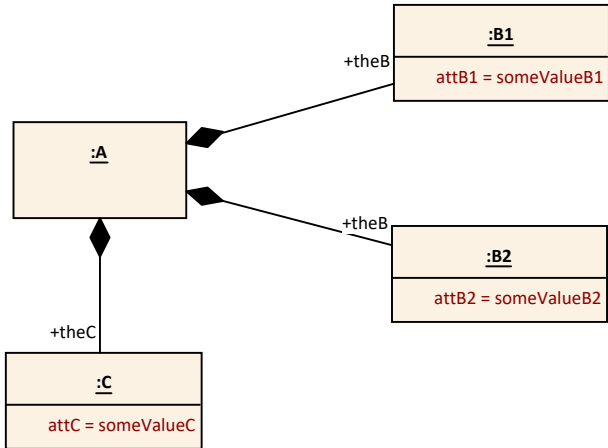 :B1
+theB
attB1 = someValueB1
:A
+theB
:B2
attB2 = someValueB2
+theC
:C
attC = someValueC